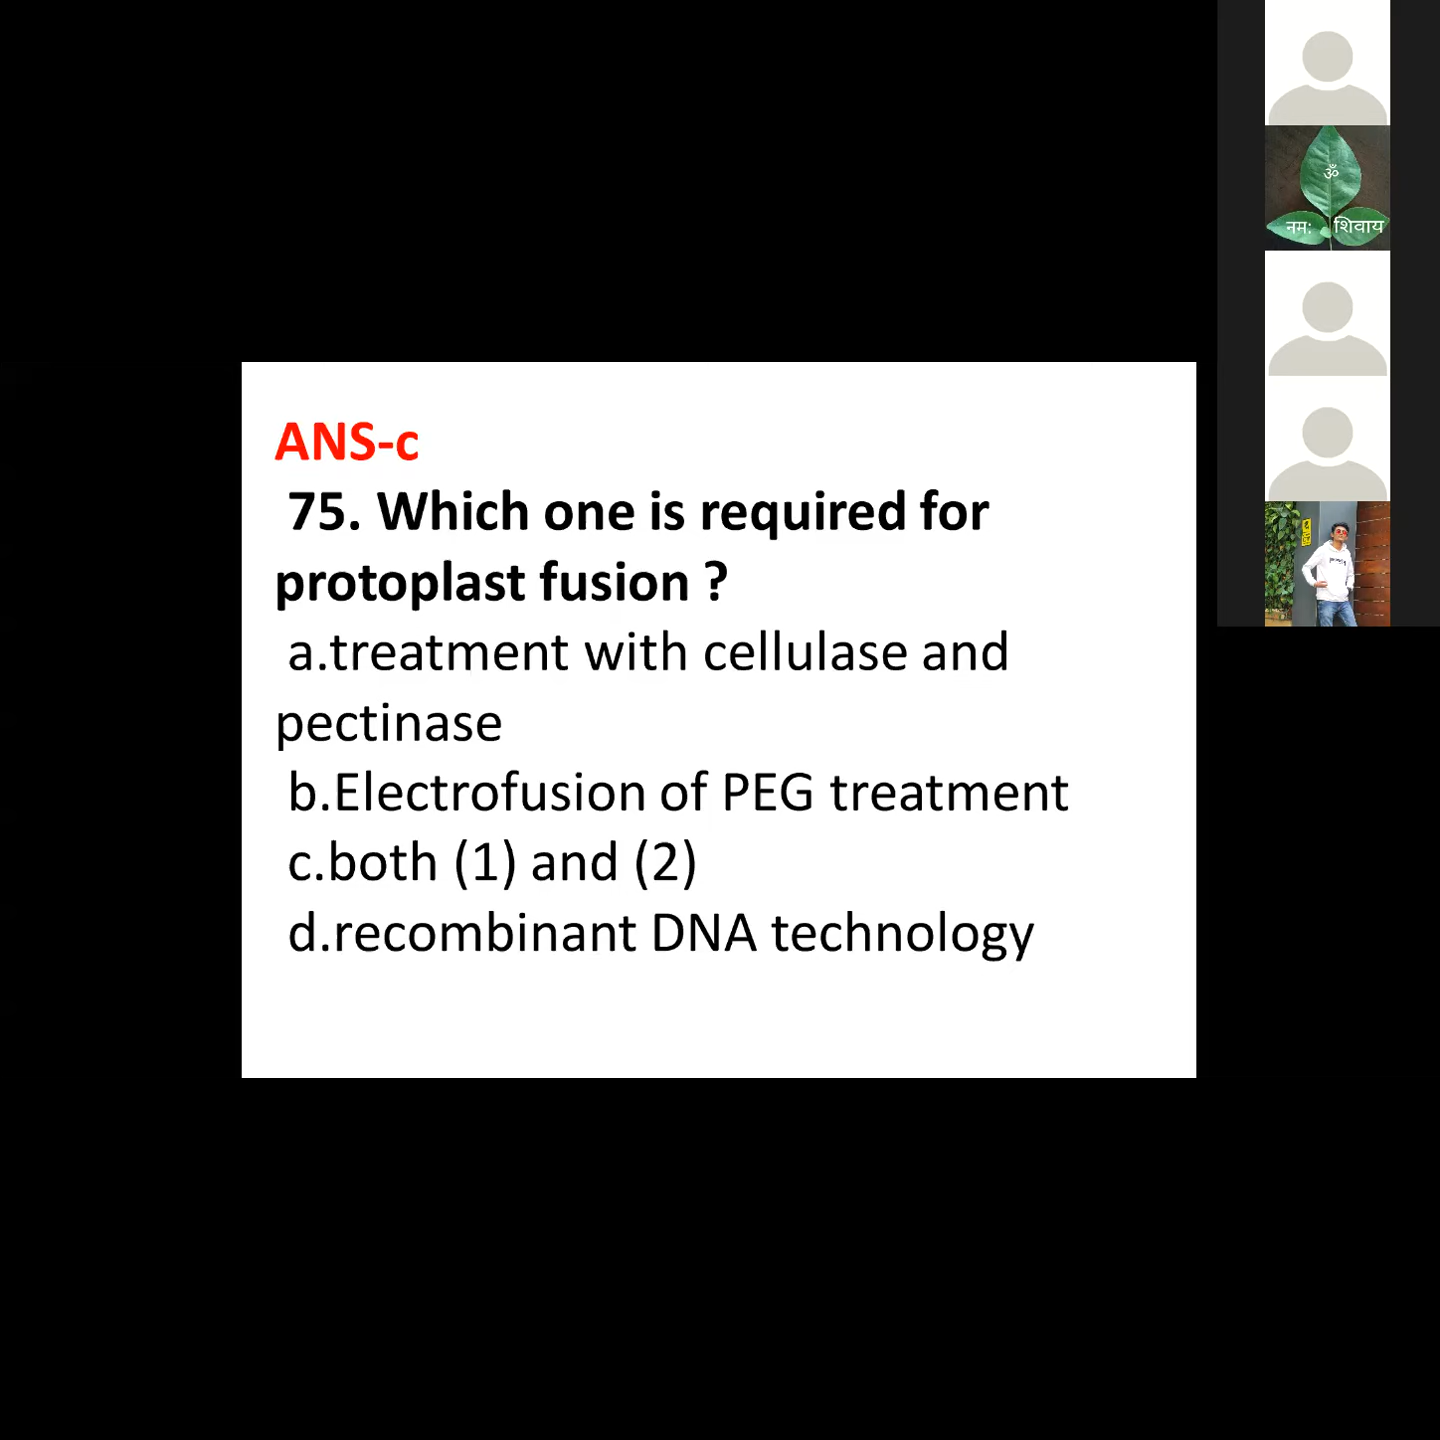 ANS-c
75. Which one is required for
protoplast fusion ?
a.treatment with cellulase and
pectinase
b.Electrofusion of PEG treatment
c.both (1) and (2)
d.recombinant DNA technology
ॐ
नमः शिवाय